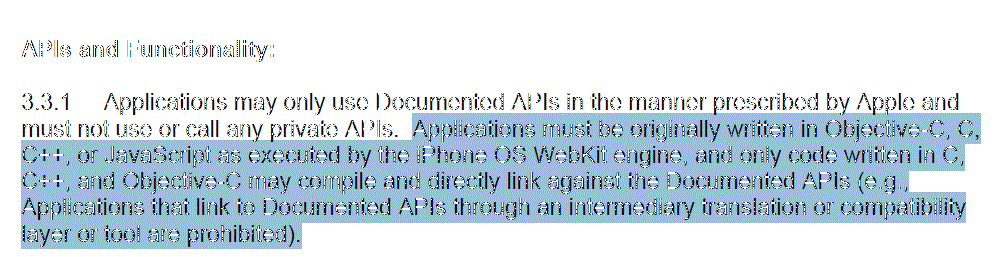 APIs and Functionality:
3.3.1 Applications may only use Documented APIs in the manner prescribed by Apple and
must not use or call any private APIs. Applications must be originally written in Objective-C, C,
C++, or JavaScript as executed by the iPhone OS WebKit engine, and only code written in C,
C++, and Objective-C may compile and directly link against the Documented APIs (e.g.,
Applications that link to Documented APIs through an intermediary translation or compatibility
layer or tool are prohibited).